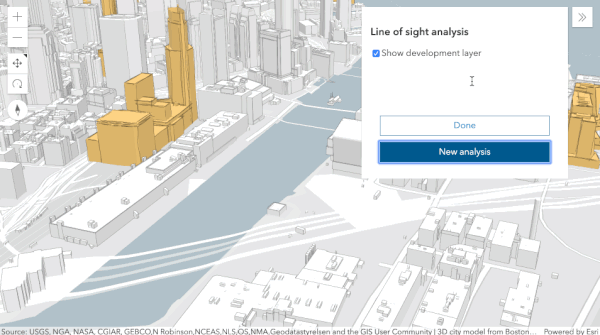 Line of sight analysis
Show development layer
Done
New analysis
Source: USGS, NGA, NASA, CGIAR, GEBCO,N Robinson,NCEAS,NLS,OS,NMA,Geodatastyrelsen and the GIS User Community | 3D city model from Boston... Powered by Esri